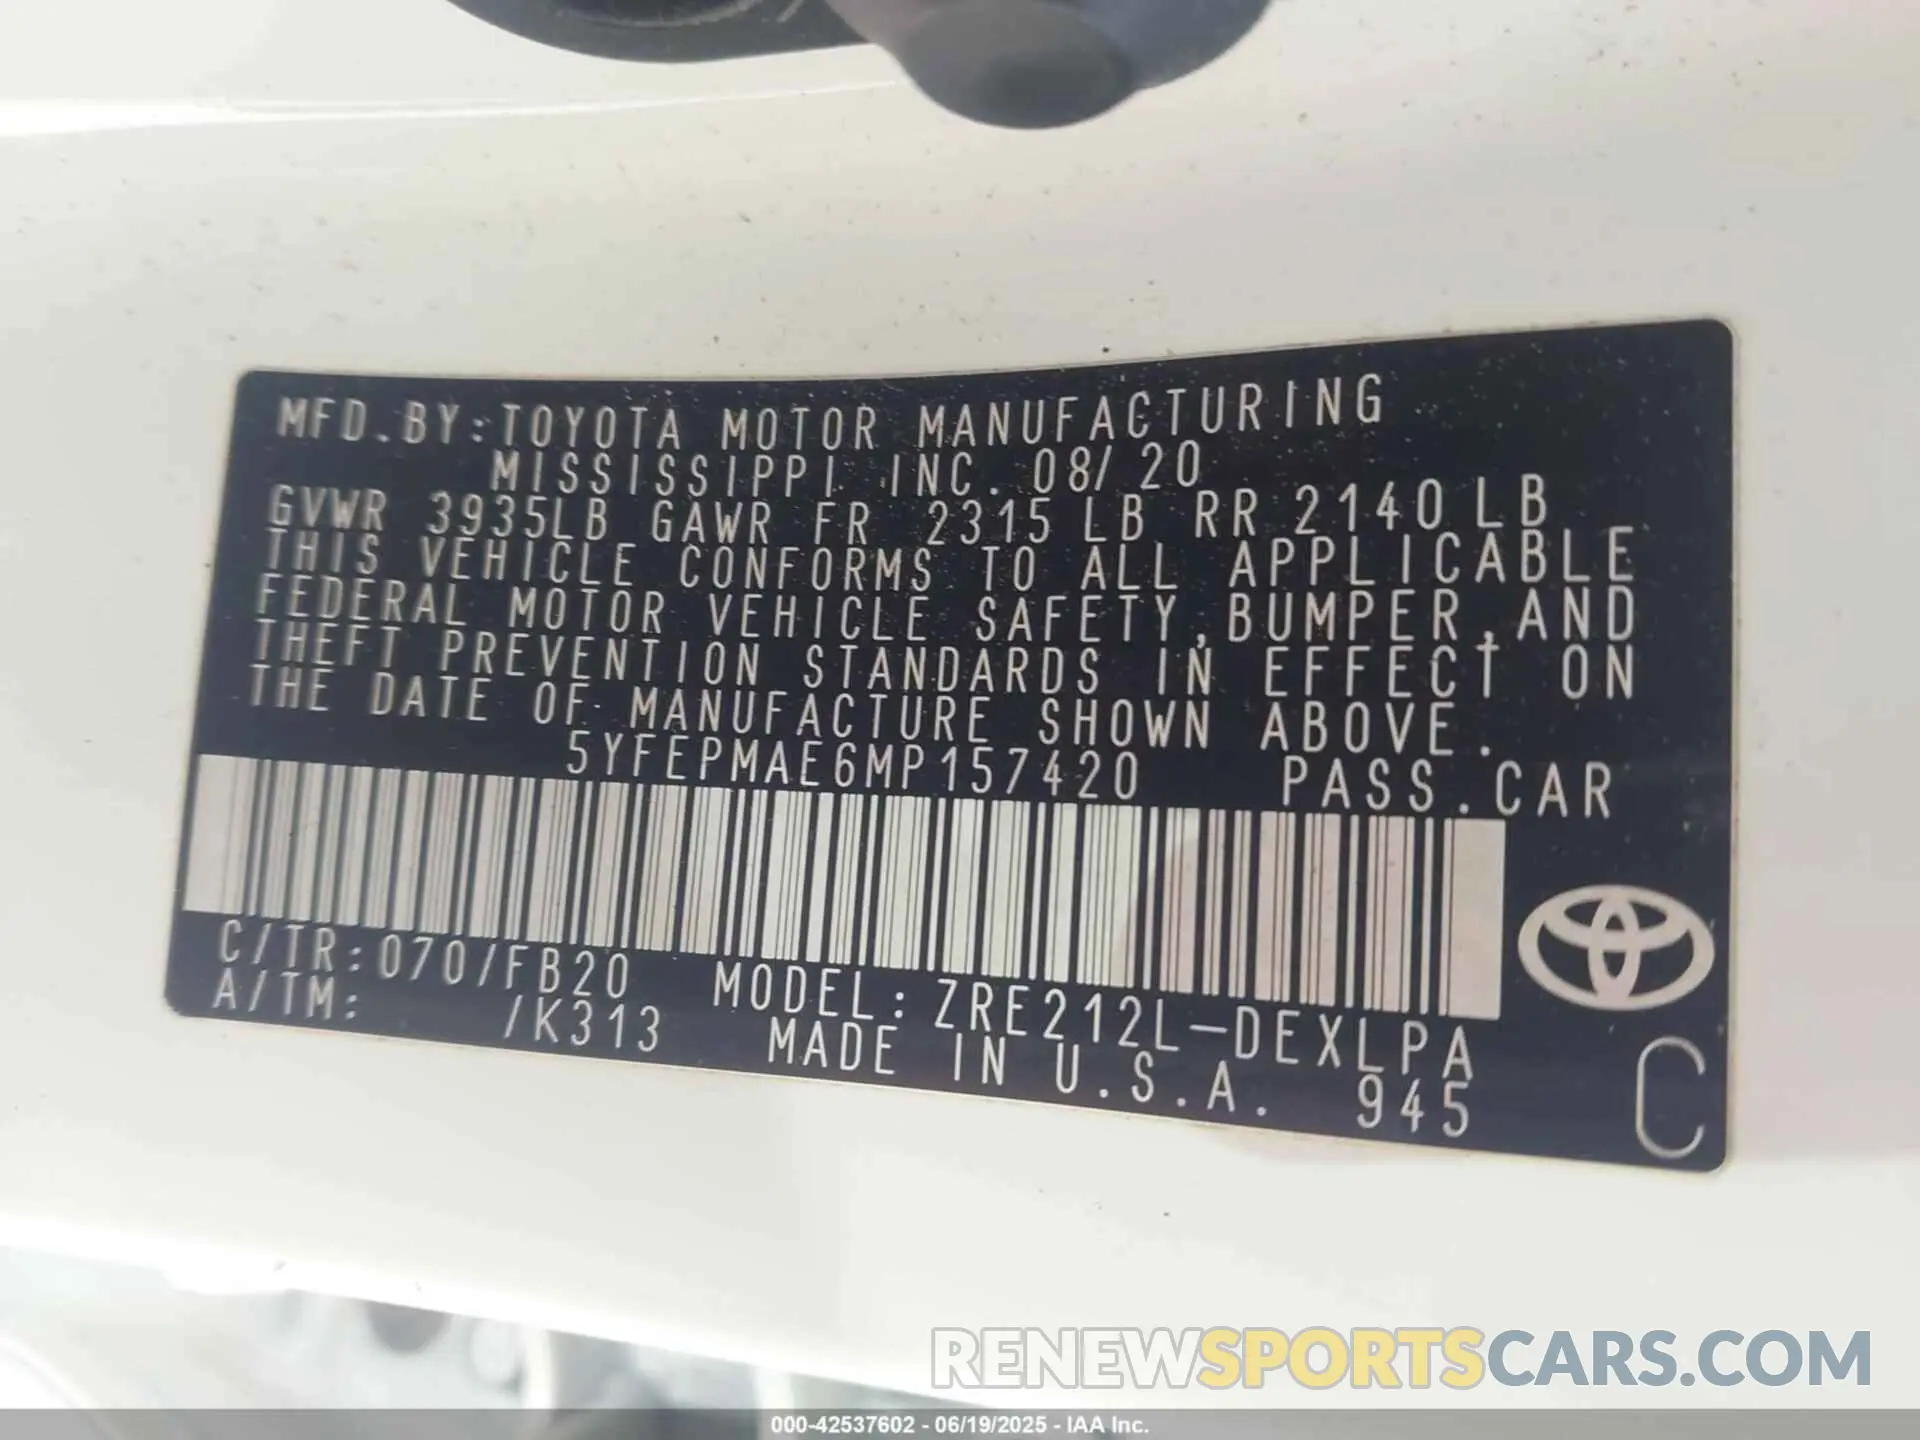 MFD.BY:TOYOTA MOTOR MANUFACTURING
MISSISSIPPI INC. 08/20
GVWR 3935LB GAWR FR 2315LB RR 2140LB
THIS VEHICLE CONFORMS TO ALL APPLICABLE
FEDERAL MOTOR VEHICLE SAFETY,BUMPER,AND
THEFT PREVENTION STANDARDS IN EFFECT ON
THE DATE OF MANUFACTURE SHOWN ABOVE.
5YFEPMAE6MP157420 PASS.CAR
C/TR:070/FB20 MODEL:ZRE212L-DEXLPA
A/TM: /K313 MADE IN U.S.A. 945
C
RENEWSPORTSCARS.COM
000-42537602 - 06/19/2025 - IAA Inc.